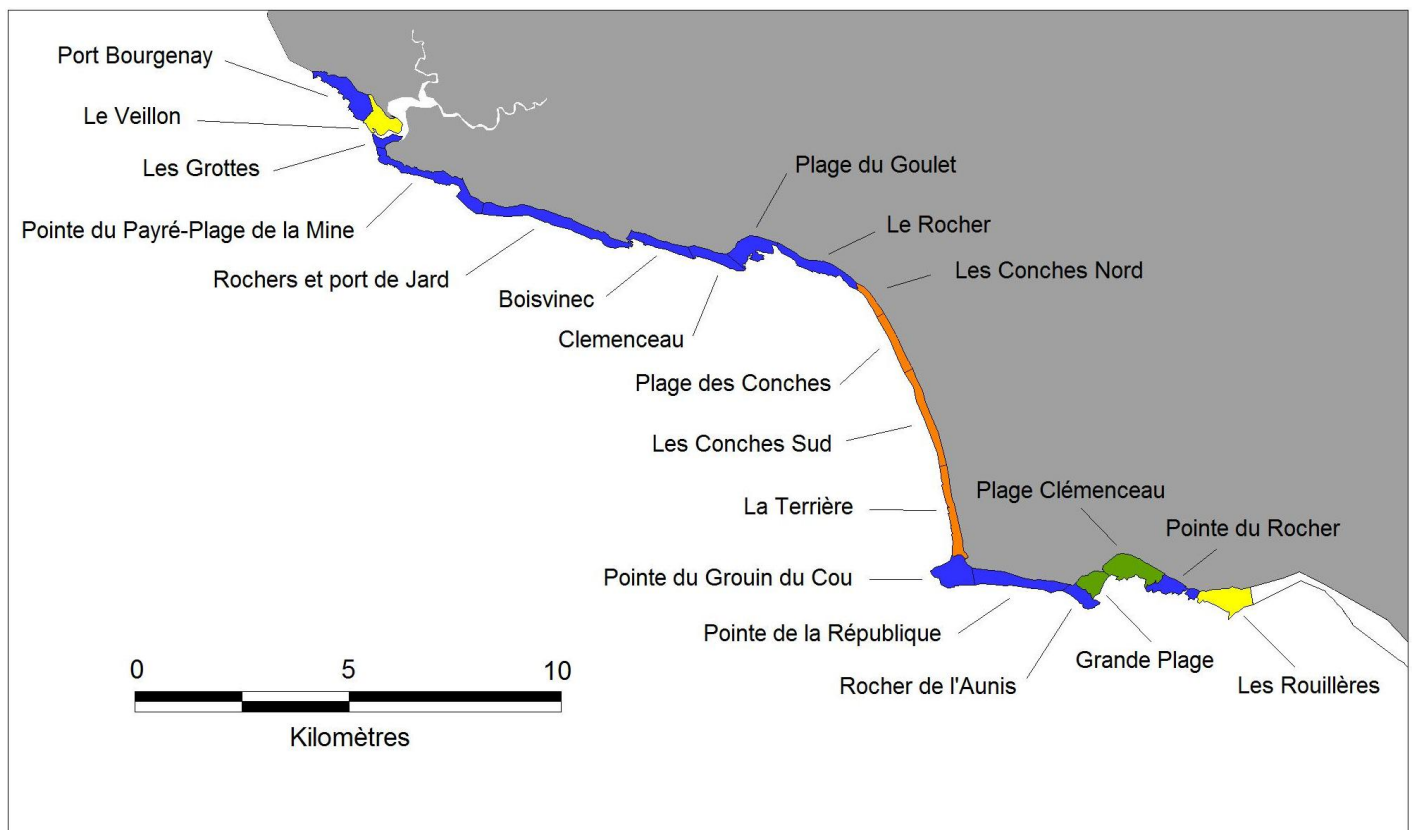 Port Bourgenay
Le Veillon
Les Grottes
Pointe du Payré-Plage de la Mine
Rochers et port de Jard
Boisvinec
Clemenceau
Plage du Goulet
Le Rocher
Les Conches Nord
Plage des Conches
Les Conches Sud
La Terrière
Plage Clémenceau
Pointe du Rocher
Pointe du Grouin du Cou
Pointe de la République
Rocher de l'Aunis
Grande Plage
Les Rouillères
0 5 10
Kilomètres